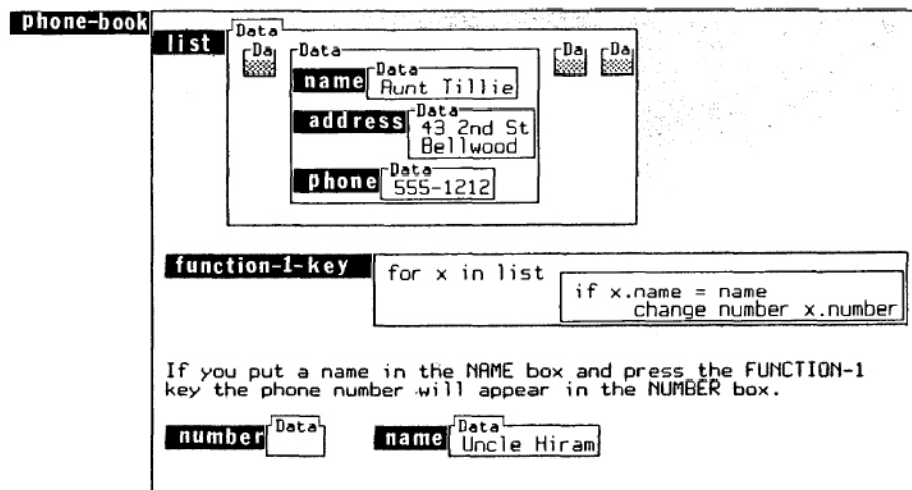 phone-book
list
Data
Da
Data
Da
Da
name
Data
Aunt Tillie
address
Data
43 2nd St
Bellwood
phone
Data
555-1212
function-1-key
for x in list
if x.name = name
change number x.number
If you put a name in the NAME box and press the FUNCTION-1
key the phone number will appear in the NUMBER box.
number
Data
name
Data
Uncle Hiram